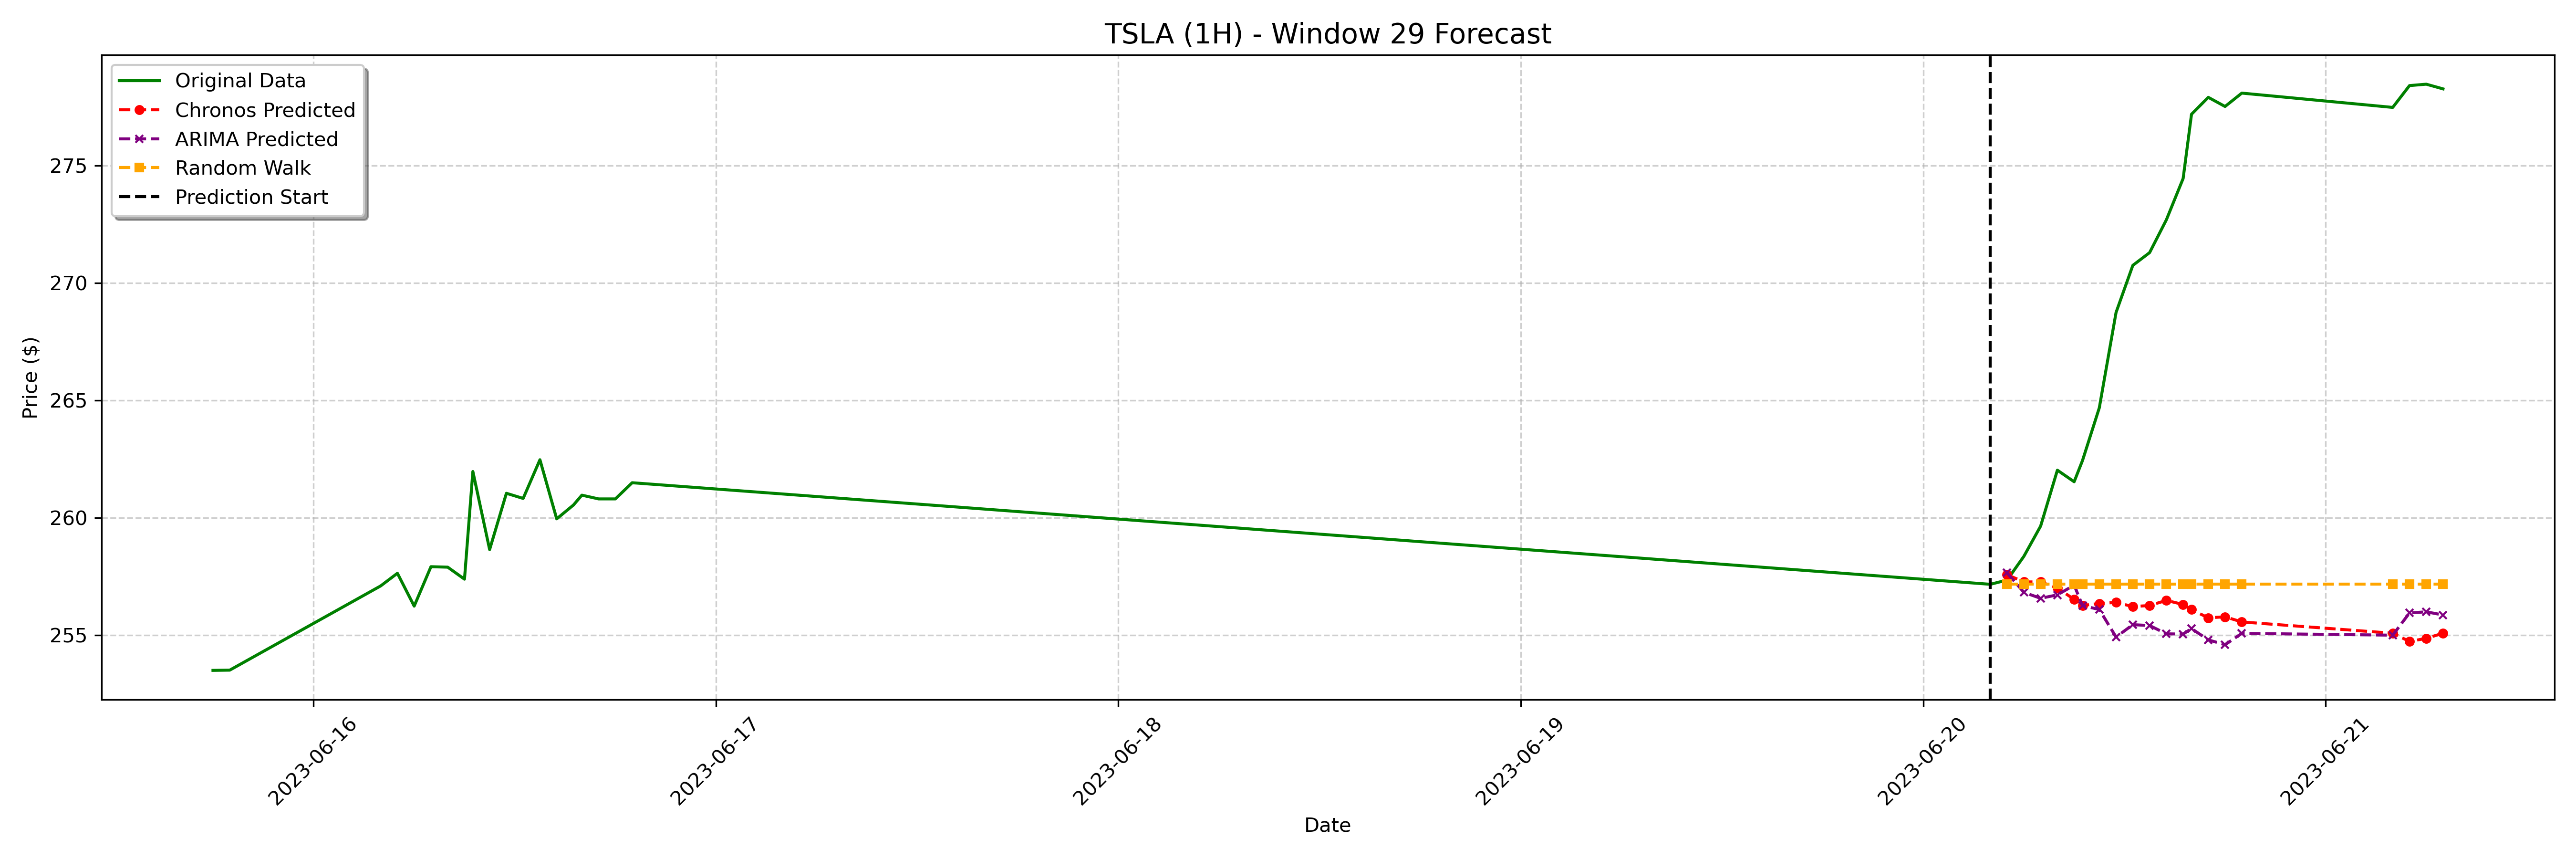 TSLA (1H) - Window 29 Forecast
Original Data
Chronos Predicted
ARIMA Predicted
Random Walk
Prediction Start
Price ($)
275
270
265
260
255
2023-06-16
2023-06-17
2023-06-18
2023-06-19
2023-06-20
2023-06-21
Date